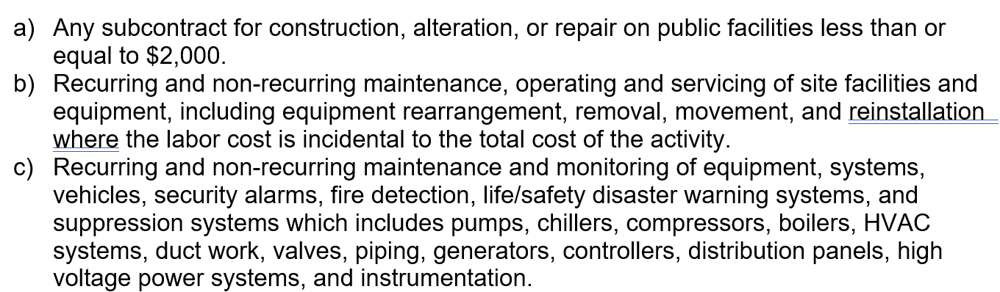 a) Any subcontract for construction, alteration, or repair on public facilities less than or
equal to $2,000.
b) Recurring and non-recurring maintenance, operating and servicing of site facilities and
equipment, including equipment rearrangement, removal, movement, and reinstallation
where the labor cost is incidental to the total cost of the activity.
c) Recurring and non-recurring maintenance and monitoring of equipment, systems,
vehicles, security alarms, fire detection, life/safety disaster warning systems, and
suppression systems which includes pumps, chillers, compressors, boilers, HVAC
systems, duct work, valves, piping, generators, controllers, distribution panels, high
voltage power systems, and instrumentation.